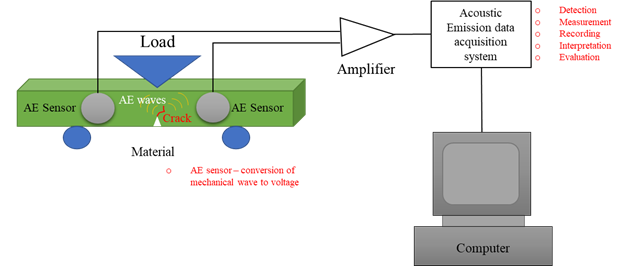 Load
Amplifier
Acoustic
Emission data
acquisition
system
Detection
Measurement
Recording
Interpretation
Evaluation
AE Sensor
AE waves
Crack
AE Sensor
Material
AE sensor – conversion of
mechanical wave to voltage
Computer